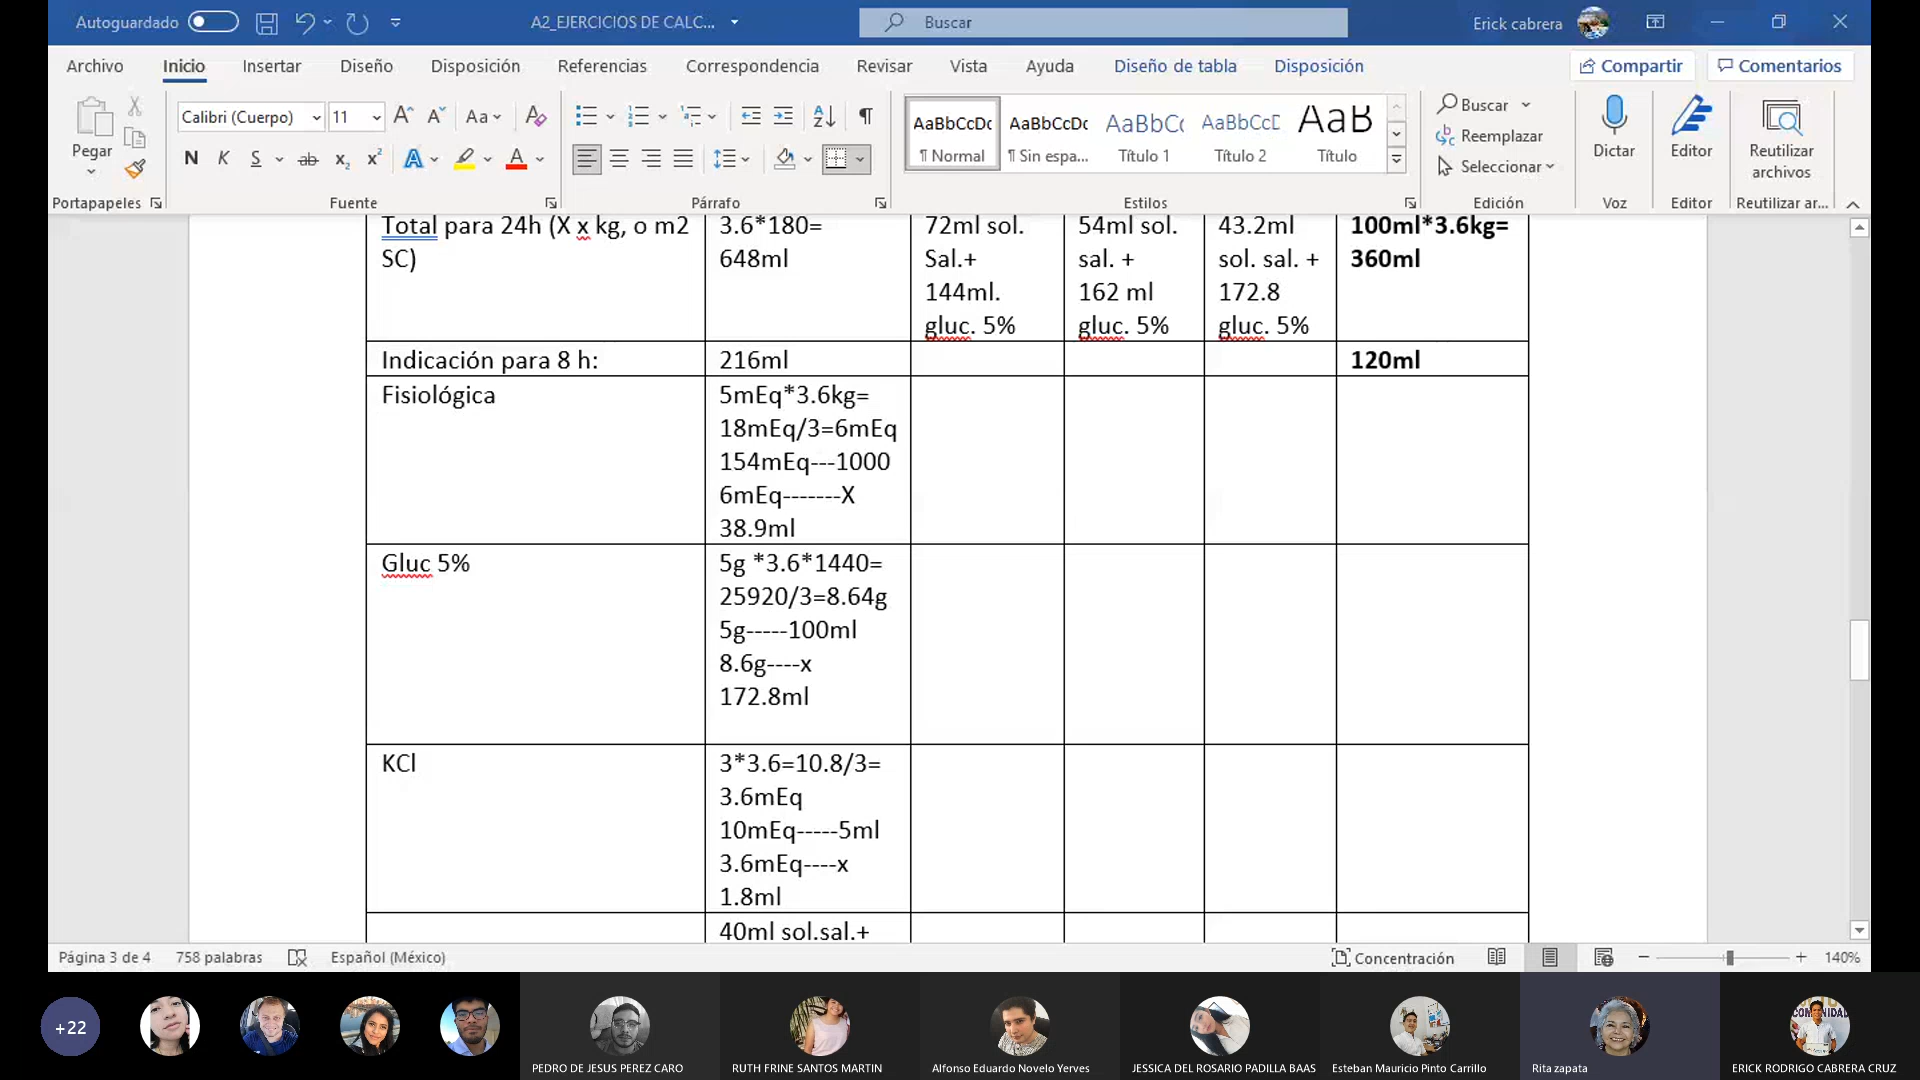 Autoguardado
A2_EJERCICIOS DE CALC...
Buscar
Erick cabrera
Archivo
Inicio
Insertar
Diseño
Disposición
Referencias
Correspondencia
Revisar
Vista
Ayuda
Diseño de tabla
Disposición
Compartir
Comentarios
Pegar
Calibri (Cuerpo)
11
Aa
N K S ab x₂ x² A A
AaBbCcDc
¶ Normal
AaBbCcDc
¶ Sin espa...
AaBbCc
Título 1
AaBbCcD
Título 2
AaB
Título
Buscar
Reemplazar
Seleccionar
Dictar
Editor
Reutilizar
archivos
Portapapeles
Fuente
Párrafo
Estilos
Edición
Voz
Editor
Reutilizar ar...
Total para 24h (X x kg, o m2
SC)
3.6*180=
648ml
72ml sol.
Sal.+
144ml.
gluc. 5%
54ml sol.
sal. +
162 ml
gluc. 5%
43.2ml
sol. sal. +
172.8
gluc. 5%
100ml*3.6kg=
360ml
Indicación para 8 h:
216ml
120ml
Fisiológica
5mEq*3.6kg=
18mEq/3=6mEq
154mEq---1000
6mEq-------X
38.9ml
Gluc 5%
5g *3.6*1440=
25920/3=8.64g
5g-----100ml
8.6g----x
172.8ml
KCl
3*3.6=10.8/3=
3.6mEq
10mEq-----5ml
3.6mEq----x
1.8ml
40ml sol.sal.+
Página 3 de 4
758 palabras
Español (México)
Concentración
140%
+22
PEDRO DE JESUS PEREZ CARO
RUTH FRINE SANTOS MARTIN
Alfonso Eduardo Novelo Yerves
JESSICA DEL ROSARIO PADILLA BAAS
Esteban Mauricio Pinto Carrillo
Rita zapata
ERICK RODRIGO CABRERA CRUZ